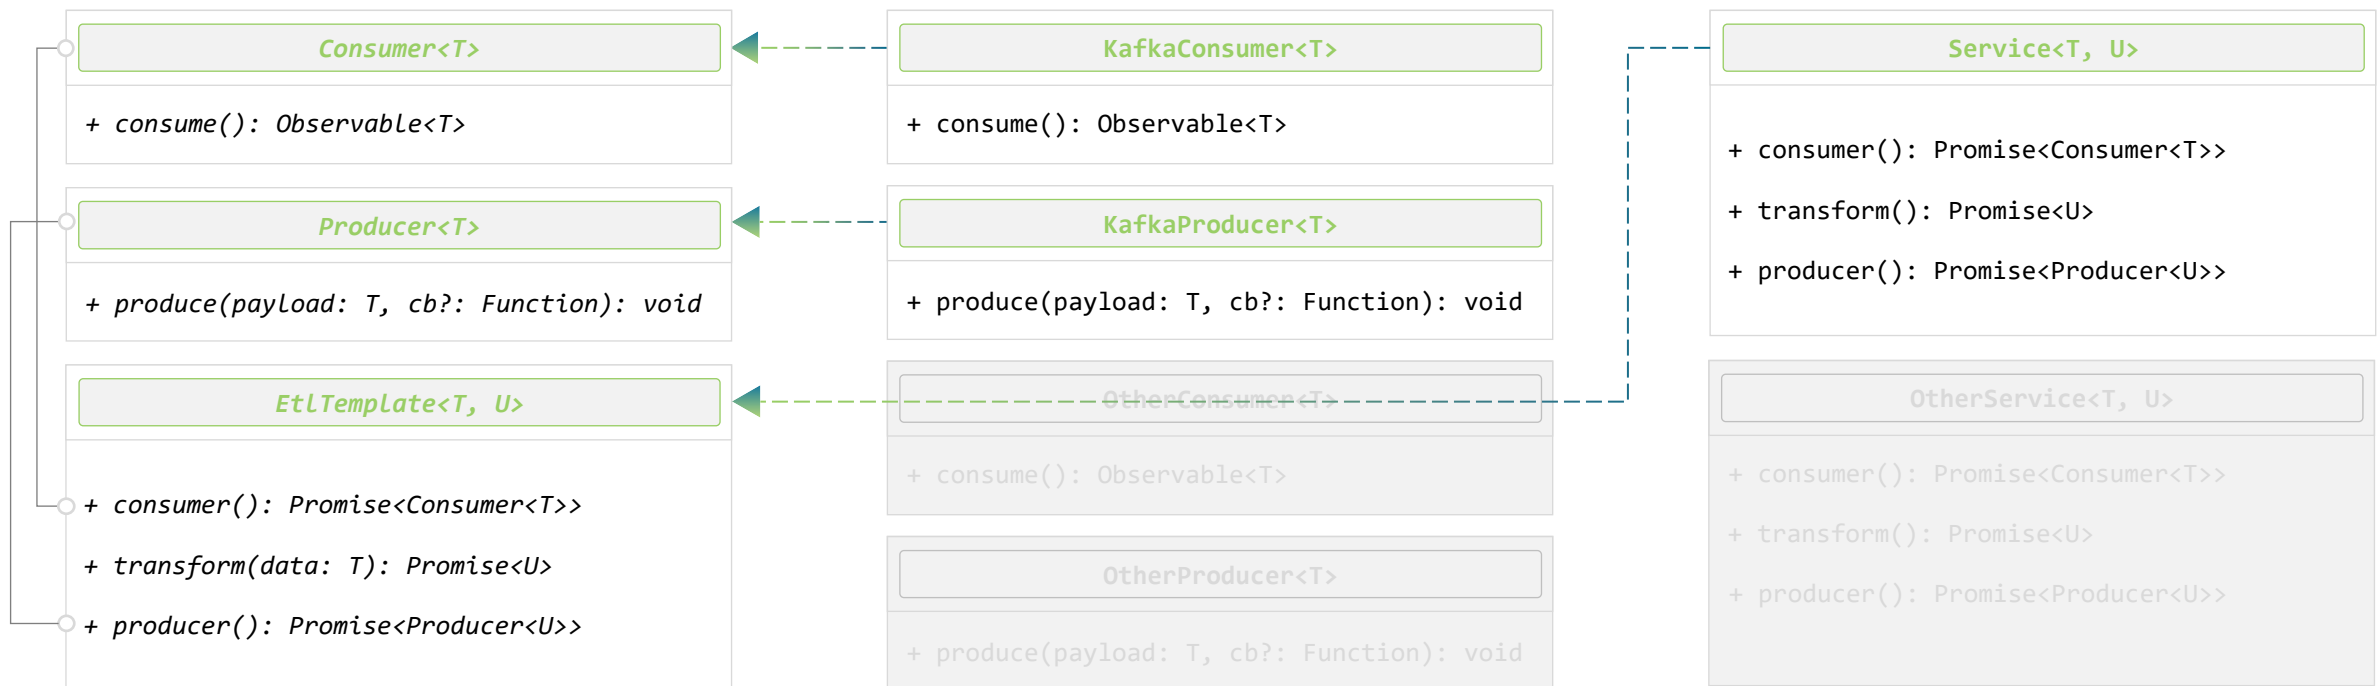 Consumer<T>
+ consume(): Observable<T>
Producer<T>
+ produce(payload: T, cb?: Function): void
EtlTemplate<T, U>
+ consumer(): Promise<Consumer<T>>
+ transform(data: T): Promise<U>
+ producer(): Promise<Producer<U>>
KafkaConsumer<T>
+ consume(): Observable<T>
KafkaProducer<T>
+ produce(payload: T, cb?: Function): void
OtherConsumer<T>
+ consume(): Observable<T>
OtherProducer<T>
+ produce(payload: T, cb?: Function): void
Service<T, U>
+ consumer(): Promise<Consumer<T>>
+ transform(): Promise<U>
+ producer(): Promise<Producer<U>>
OtherService<T, U>
+ consumer(): Promise<Consumer<T>>
+ transform(): Promise<U>
+ producer(): Promise<Producer<U>>